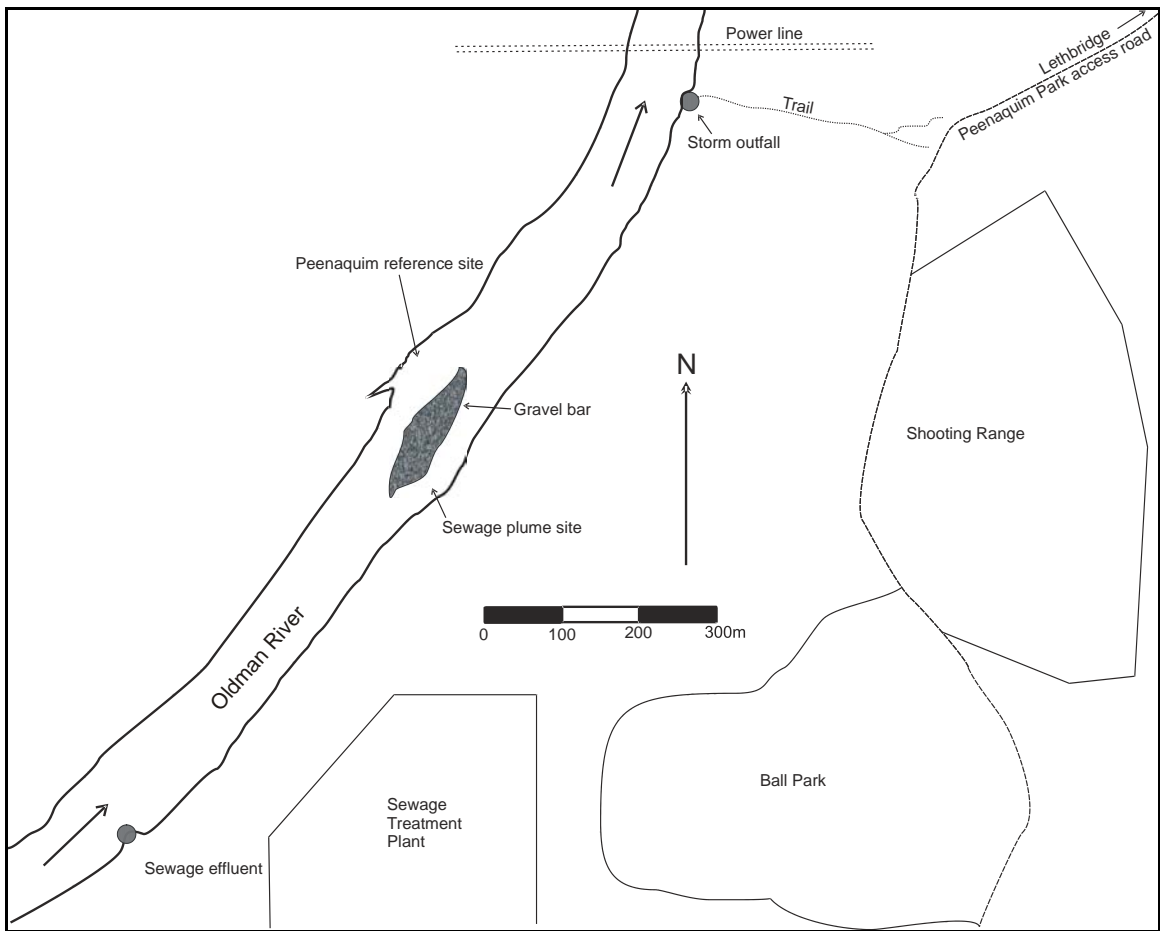 Power line
Lethbridge
Peenaquim Park access road
Trail
Storm outfall
Peenaquim reference site
N
Gravel bar
Shooting Range
Sewage plume site
0 100 200 300m
Oldman River
Ball Park
Sewage
Treatment
Plant
Sewage effluent